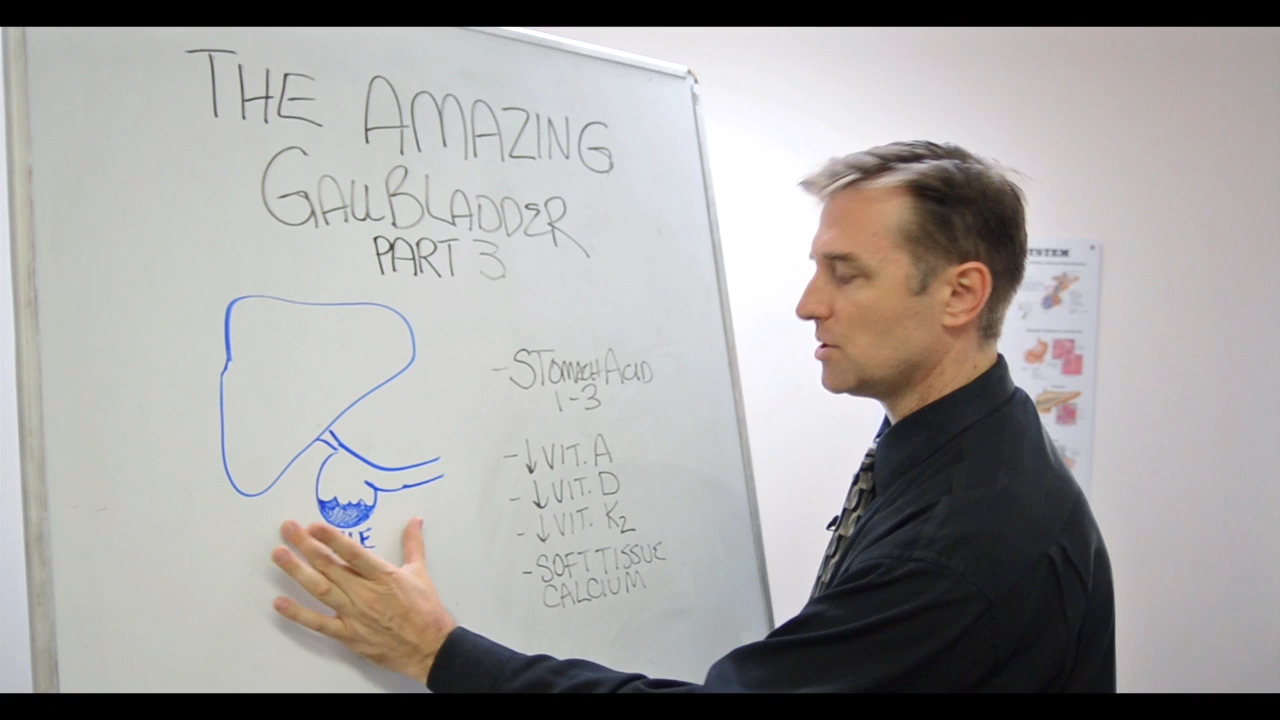 THE AMAZING
GALLBLADDER
PART 3
- STOMACH ACID
1-3
- ↓ VIT. A
- ↓ VIT. D
- ↓ VIT. K2
- SOFT TISSUE
CALCIUM